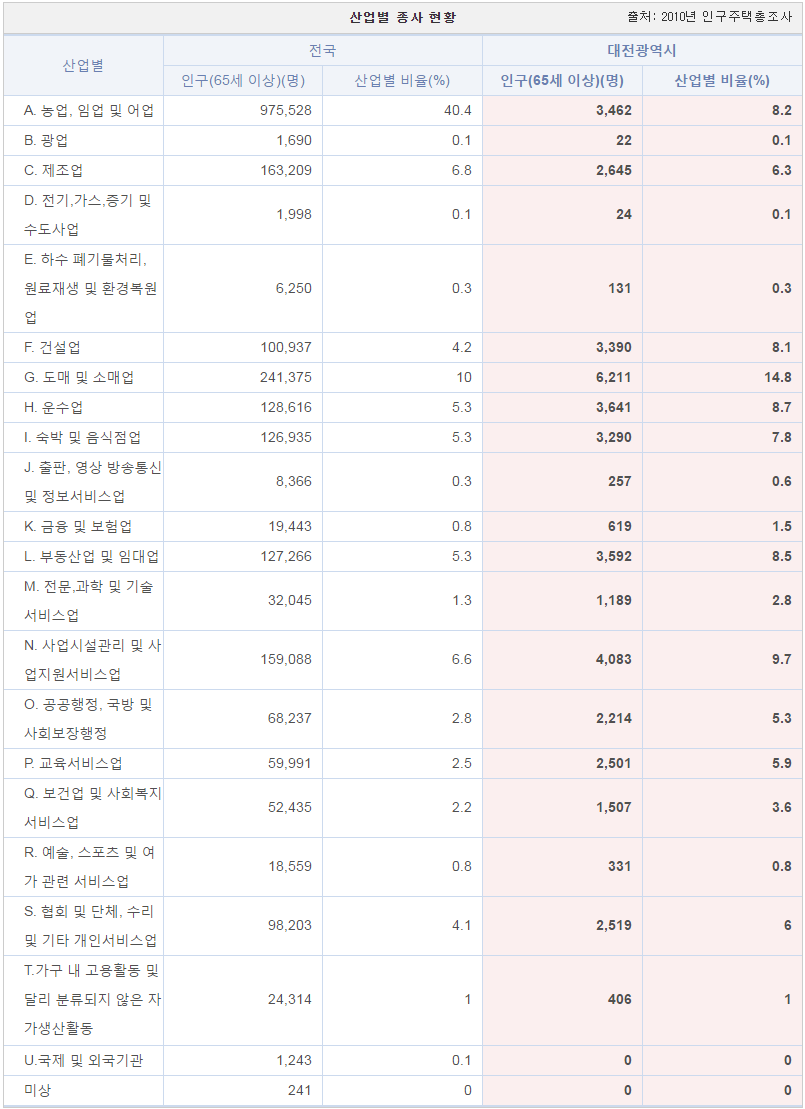 산업별 종사 현황
출처: 2010년 인구주택총조사
산업별 전국 대전광역시
인구(65세 이상)(명) 산업별 비율(%) 인구(65세 이상)(명) 산업별 비율(%)
A. 농업, 임업 및 어업 975,528 40.4 3,462 8.2
B. 광업 1,690 0.1 22 0.1
C. 제조업 163,209 6.8 2,645 6.3
D. 전기,가스,증기 및
수도사업 1,998 0.1 24 0.1
E. 하수 폐기물처리,
원료재생 및 환경복원
업 6,250 0.3 131 0.3
F. 건설업 100,937 4.2 3,390 8.1
G. 도매 및 소매업 241,375 10 6,211 14.8
H. 운수업 128,616 5.3 3,641 8.7
I. 숙박 및 음식점업 126,935 5.3 3,290 7.8
J. 출판, 영상 방송통신
및 정보서비스업 8,366 0.3 257 0.6
K. 금융 및 보험업 19,443 0.8 619 1.5
L. 부동산업 및 임대업 127,266 5.3 3,592 8.5
M. 전문,과학 및 기술
서비스업 32,045 1.3 1,189 2.8
N. 사업시설관리 및 사
업지원서비스업 159,088 6.6 4,083 9.7
O. 공공행정, 국방 및
사회보장행정 68,237 2.8 2,214 5.3
P. 교육서비스업 59,991 2.5 2,501 5.9
Q. 보건업 및 사회복지
서비스업 52,435 2.2 1,507 3.6
R. 예술, 스포츠 및 여
가 관련 서비스업 18,559 0.8 331 0.8
S. 협회 및 단체, 수리
및 기타 개인서비스업 98,203 4.1 2,519 6
T.가구 내 고용활동 및
달리 분류되지 않은 자
가생산활동 24,314 1 406 1
U.국제 및 외국기관 1,243 0.1 0 0
미상 241 0 0 0